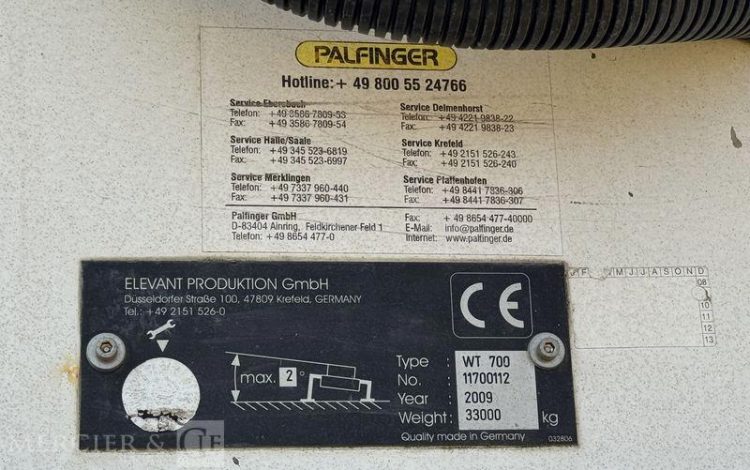 PALFINGER
Hotline: + 49 800 55 24766
Service Ebersbach
Telefon: +49 3586 7809-53
Fax: +49 3586 7809-54
Service Halle/Saale
Telefon: +49 345 523-6819
Fax: +49 345 523-6997
Service Merklingen
Telefon: +49 7337 960-440
Fax: +49 7337 960-431
Service Delmenhorst
Telefon: +49 4221 9838-22
Fax: +49 4221 9838-23
Service Krefeld
Telefon: +49 2151 526-243
Fax: +49 2151 526-240
Service Pfaffenhofen
Telefon: +49 8441 7836-306
Fax: +49 8441 7836-307
Palfinger GmbH
D-83404 Ainring, Feldkirchener Feld 1
Telefon: +49 8654 477-0
Fax: + 49 8654 477-40000
E-Mail: info@palfinger.de
Internet: www.palfinger.de
J F M J J A S O N D
08
10
11
12
13
ELEVANT PRODUKTION GmbH
Düsseldorfer Straße 100, 47809 Krefeld, GERMANY
Tel.: +49 2151 526-0
CE
max. 2 °
Type : WT 700
No. : 11700112
Year : 2009
Weight: 33000 kg
Quality made in Germany
032806
MERCIER & CIE